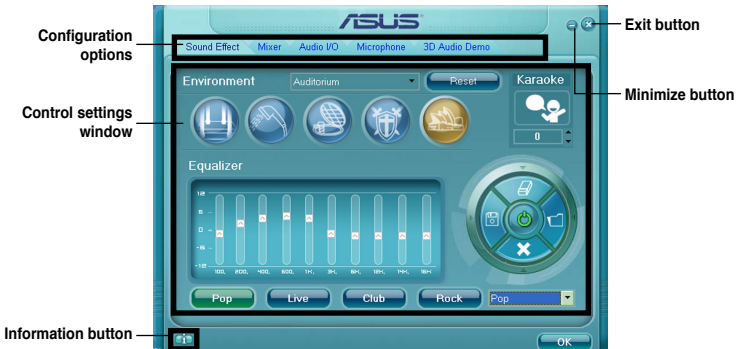 ASUS
Exit button
Configuration options
Sound Effect Mixer Audio I/O Microphone 3D Audio Demo
Minimize button
Environment Auditorium Reset Karaoke
Control settings window
0
Equalizer
12
6
0
-6
-12
100, 200, 400, 600, 1K, 3K, 6K, 12K, 14K, 16K
Pop Live Club Rock Pop
Information button
i
OK